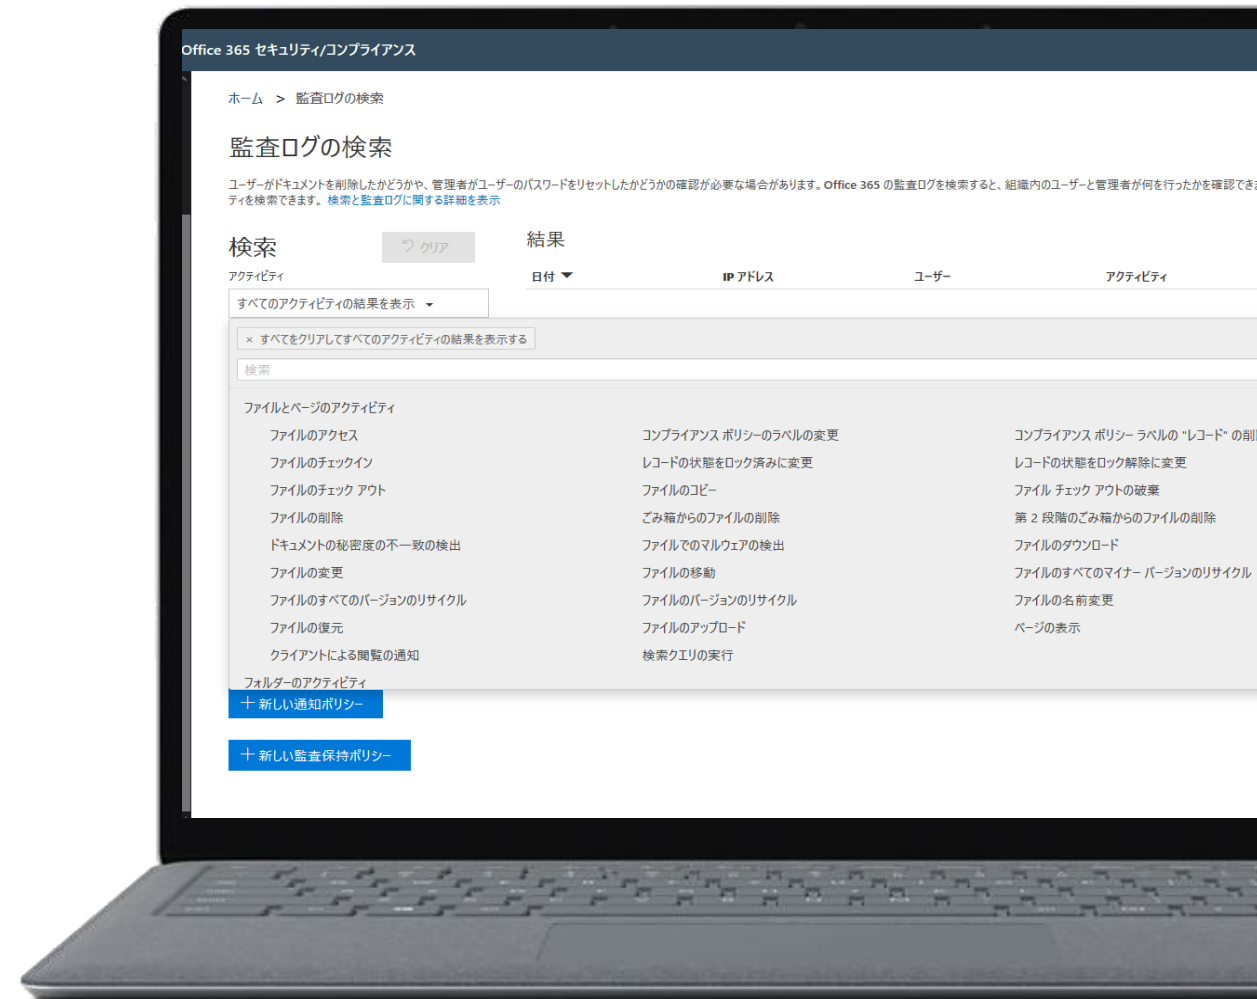 Office 365 セキュリティ/コンプライアンス
ホーム > 監査ログの検索
監査ログの検索
ユーザーがドキュメントを削除したかどうかや、管理者がユーザーのパスワードをリセットしたかどうかの確認が必要な場合があります。Office 365 の監査ログを検索すると、組織内のユーザーと管理者が何を行ったかを確認でき
ティを検索できます。 検索と監査ログに関する詳細を表示
検索 クリア 結果
アクティビティ 日付 IP アドレス ユーザー アクティビティ
すべてのアクティビティの結果を表示
× すべてをクリアしてすべてのアクティビティの結果を表示する
検索
ファイルとページのアクティビティ
ファイルのアクセス コンプライアンス ポリシーのラベルの変更 コンプライアンス ポリシー ラベルの "レコード" の削
ファイルのチェックイン レコードの状態をロック済みに変更 レコードの状態をロック解除に変更
ファイルのチェック アウト ファイルのコピー ファイル チェック アウトの破棄
ファイルの削除 ごみ箱からのファイルの削除 第 2 段階のごみ箱からのファイルの削除
ドキュメントの秘密度の不一致の検出 ファイルでのマルウェアの検出 ファイルのダウンロード
ファイルの変更 ファイルの移動 ファイルのすべてのマイナー バージョンのリサイクル
ファイルのすべてのバージョンのリサイクル ファイルのバージョンのリサイクル ファイルの名前変更
ファイルの復元 ファイルのアップロード ページの表示
クライアントによる閲覧の通知 検索クエリの実行
フォルダーのアクティビティ
+ 新しい通知ポリシー
+ 新しい監査保持ポリシー